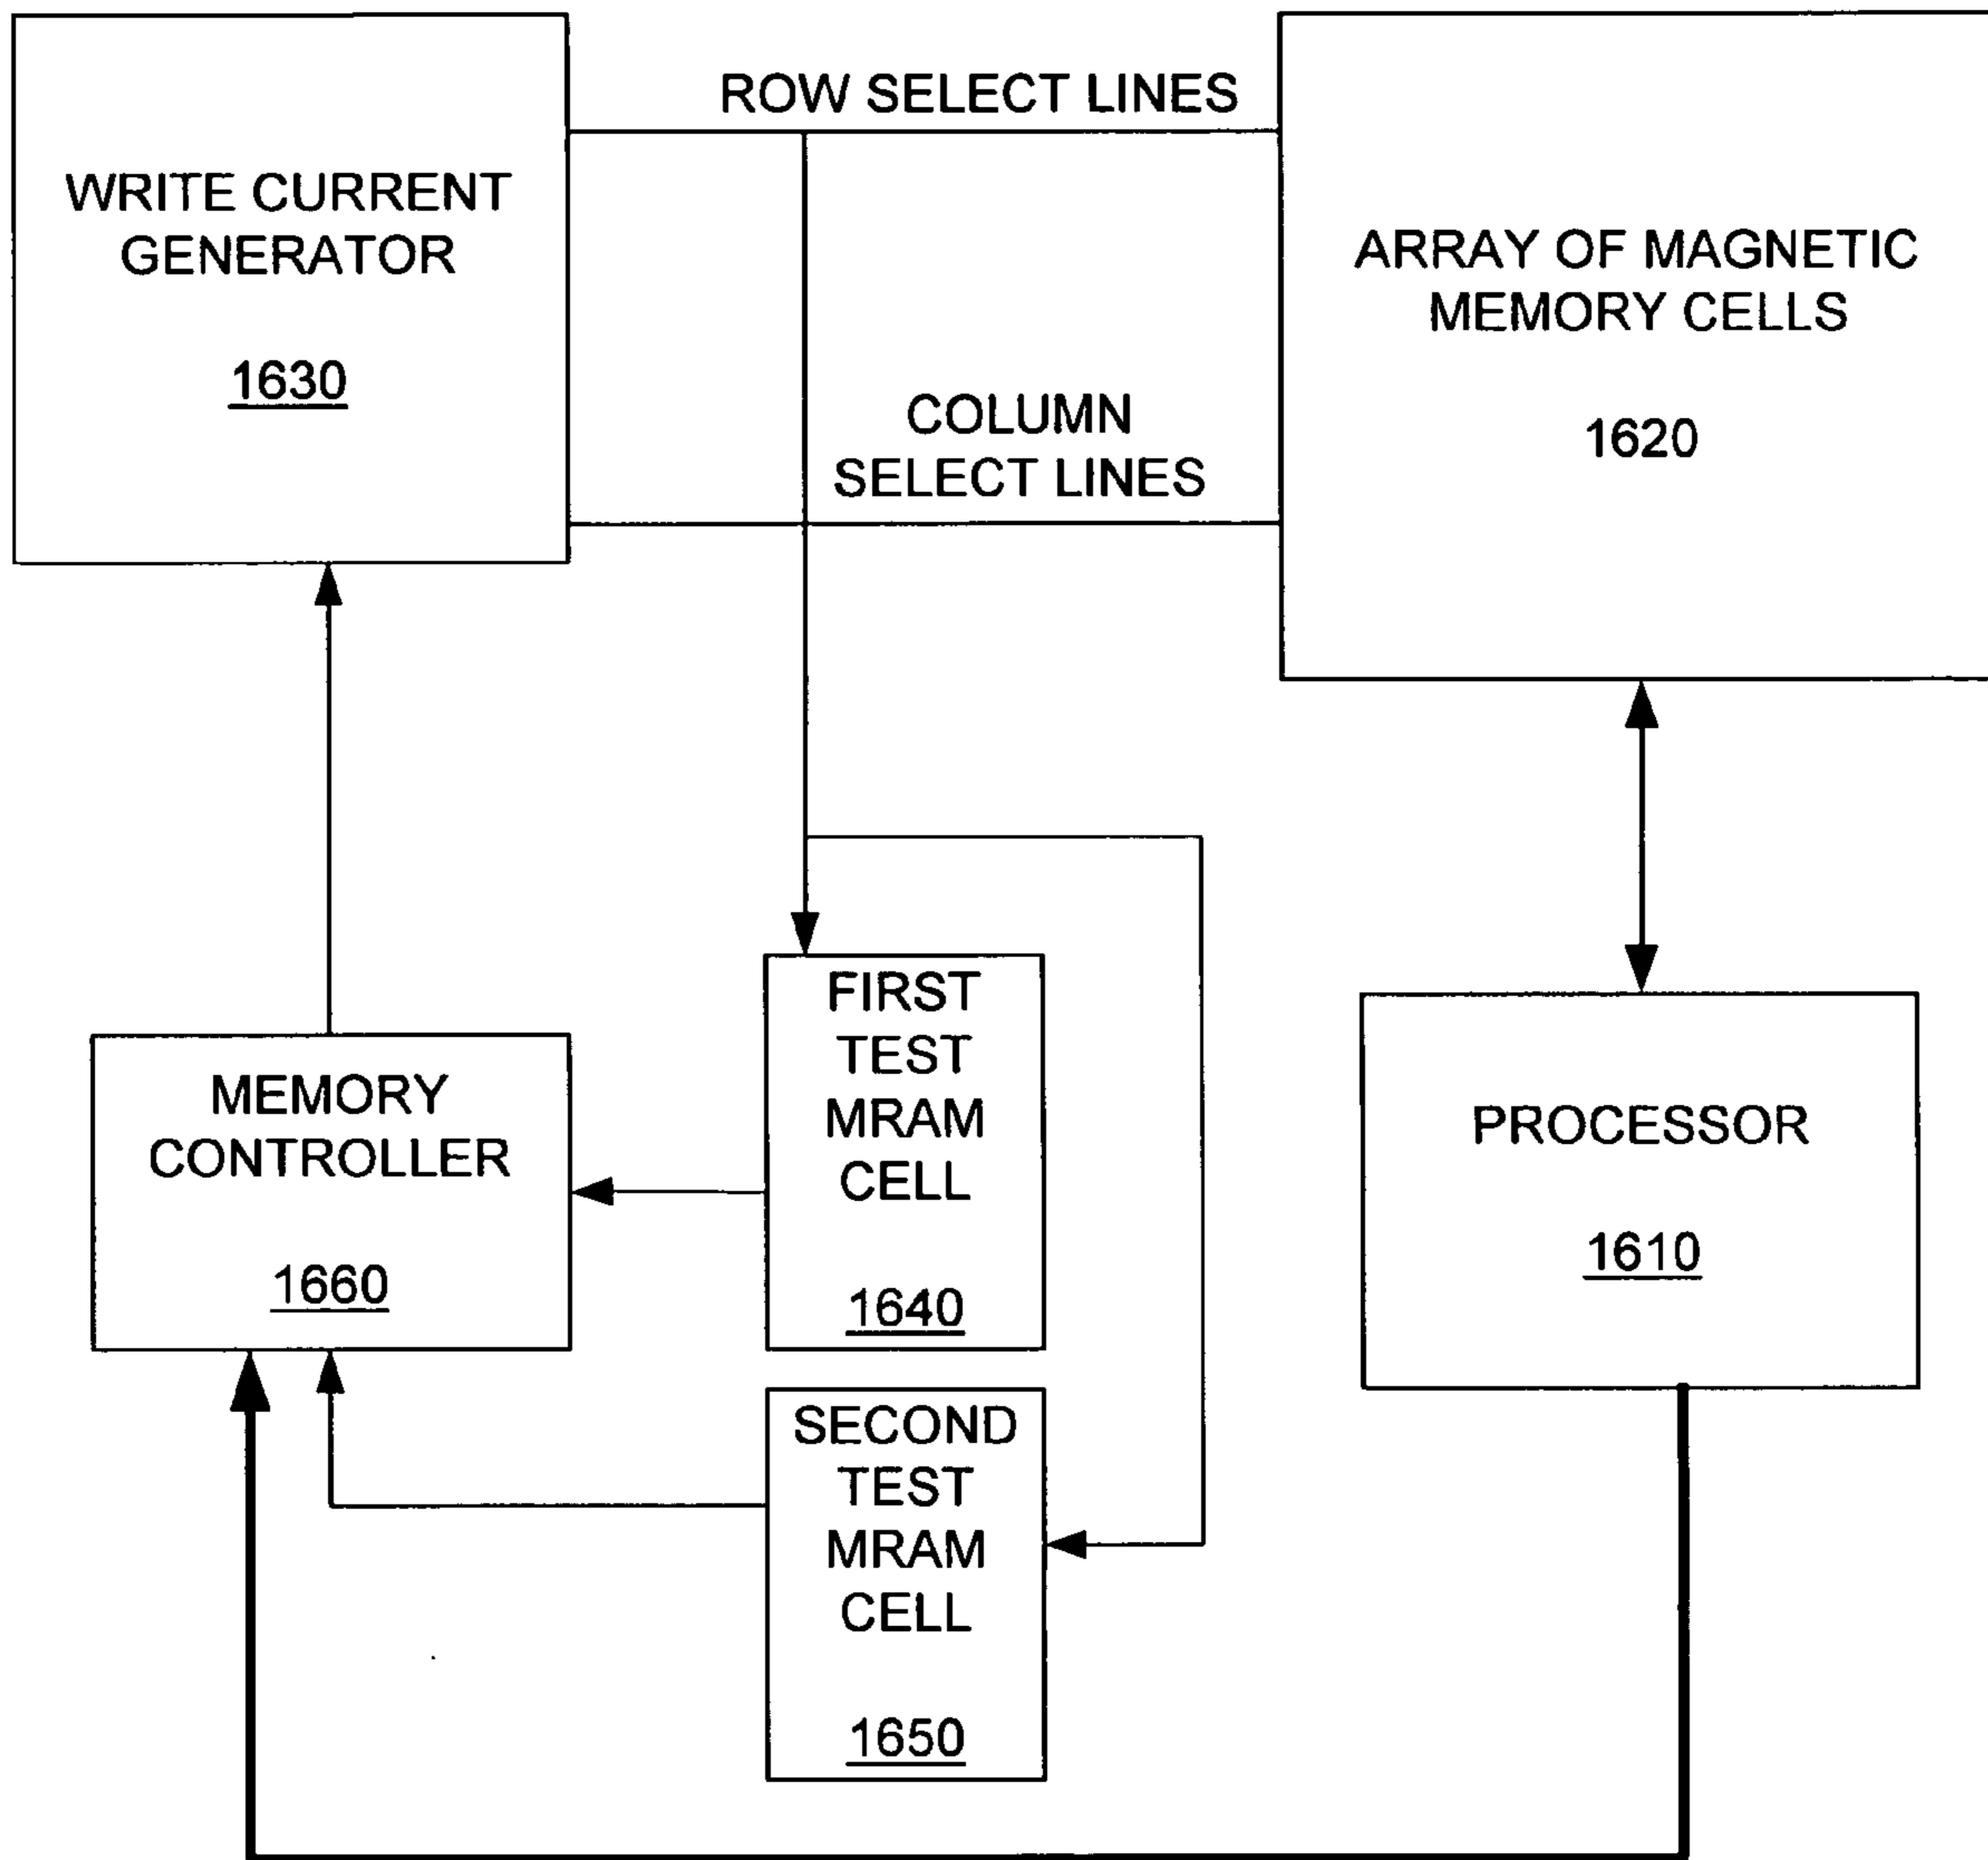 WRITE CURRENT
GENERATOR
1630
ROW SELECT LINES
COLUMN
SELECT LINES
ARRAY OF MAGNETIC
MEMORY CELLS
1620
MEMORY
CONTROLLER
1660
FIRST
TEST
MRAM
CELL
1640
SECOND
TEST
MRAM
CELL
1650
PROCESSOR
1610